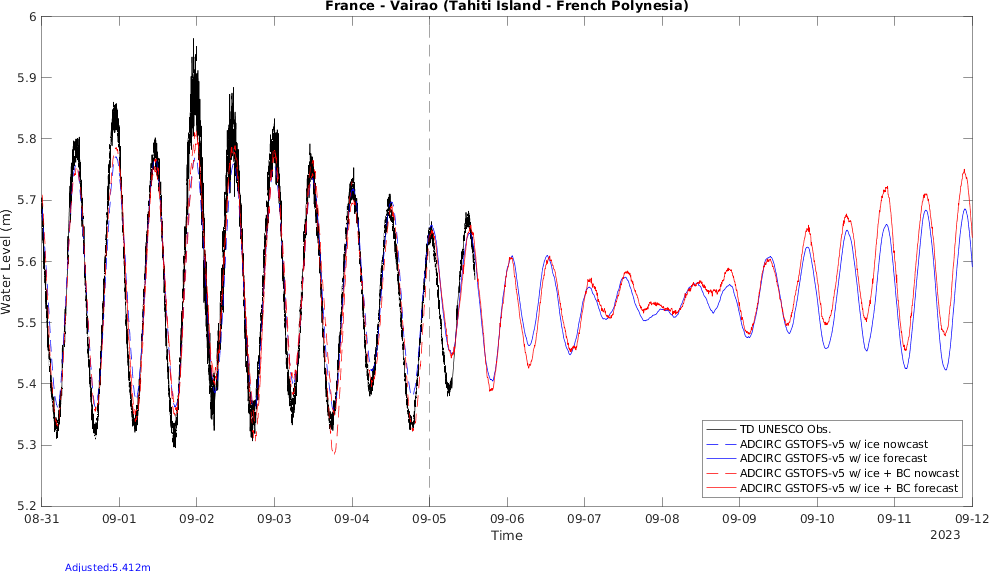 France - Vairao (Tahiti Island - French Polynesia)
6
5.9
5.8
5.7
5.6
5.5
5.4
5.3
5.2
Water Level (m)
TD UNESCO Obs.
ADCIRC GSTOFS-v5 w/ ice nowcast
ADCIRC GSTOFS-v5 w/ ice forecast
ADCIRC GSTOFS-v5 w/ ice + BC nowcast
ADCIRC GSTOFS-v5 w/ ice + BC forecast
08-31 09-01 09-02 09-03 09-04 09-05 09-06 09-07 09-08 09-09 09-10 09-11 09-12
Time
2023
Adjusted:5.412m